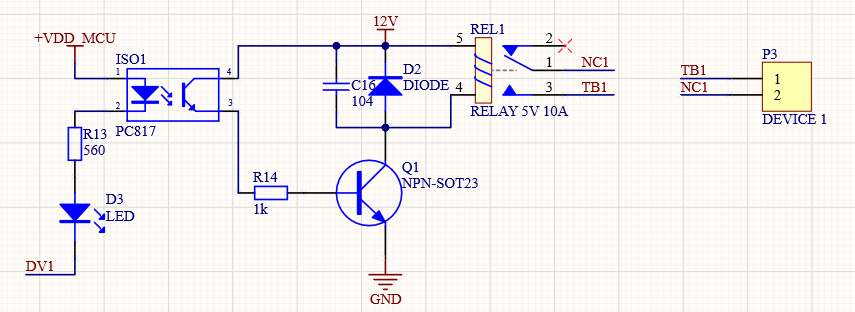 +VDD_MCU
ISO1
1
2
4
3
PC817
R13
560
D3
LED
DV1
R14
1k
12V
C16
104
D2
DIODE
Q1
NPN-SOT23
GND
REL1
5
4
2
1
3
NC1
TB1
RELAY 5V 10A
P3
TB1
NC1
1
2
DEVICE 1